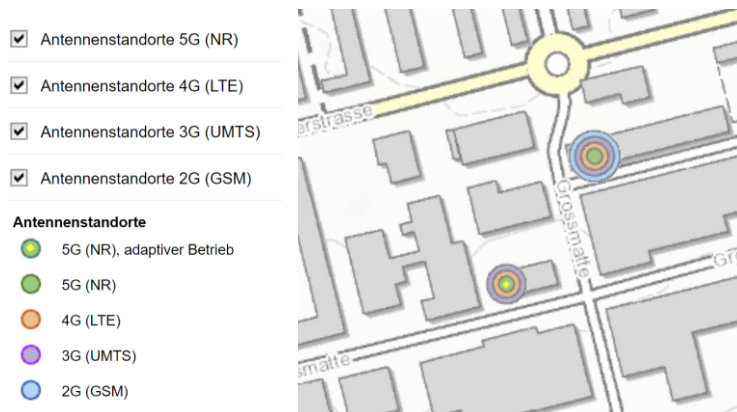 Antennenstandorte 5G (NR)
Antennenstandorte 4G (LTE)
Antennenstandorte 3G (UMTS)
Antennenstandorte 2G (GSM)
Antennenstandorte
5G (NR), adaptiver Betrieb
5G (NR)
4G (LTE)
3G (UMTS)
2G (GSM)
erstrasse
Grossmatte
Gr
smatte